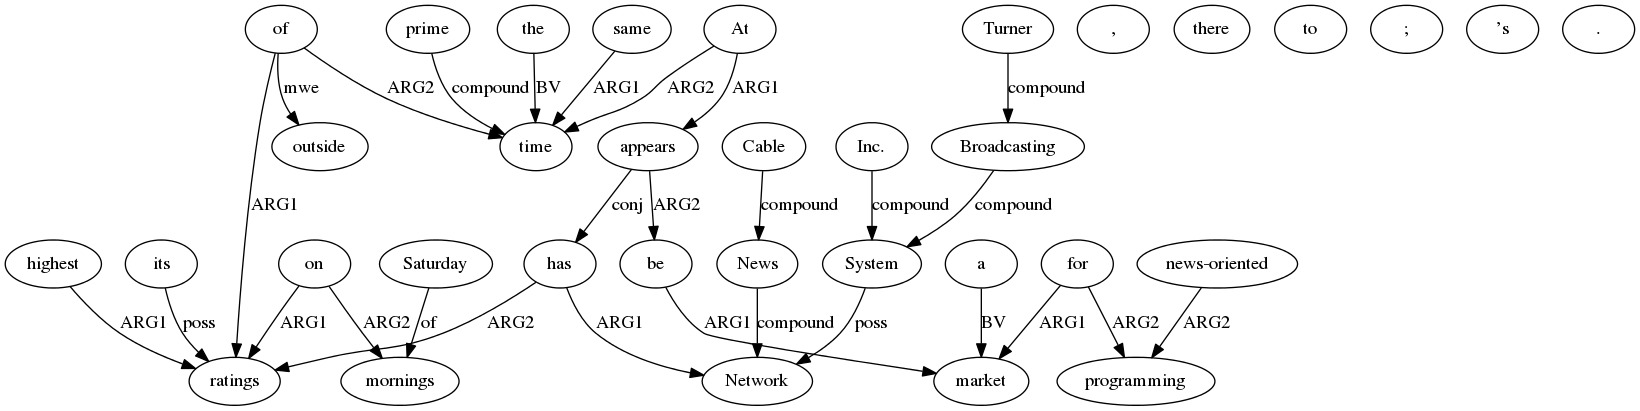 of prime the same At Turner , there to ; ’s .
mwe ARG2 compound BV ARG1 ARG2 ARG1 compound
outside time appears Cable Inc. Broadcasting
ARG1 conj ARG2 compound compound compound
highest its on Saturday has be News System a for news-oriented
ARG1 poss ARG1 ARG2 of ARG2 ARG1 ARG1 compound poss BV ARG1 ARG2 ARG2
ratings mornings Network market programming